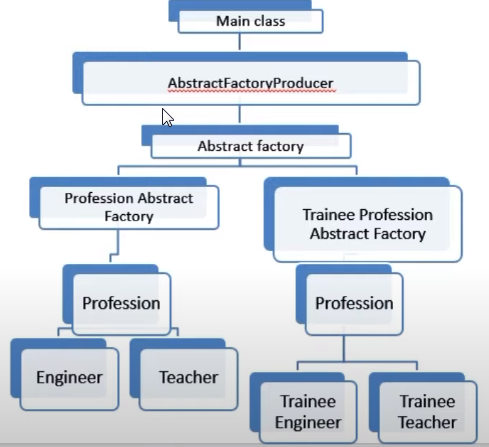 Main class
AbstractFactoryProducer
Abstract factory
Profession Abstract
Factory
Trainee Profession
Abstract Factory
Profession
Profession
Engineer
Teacher
Trainee
Engineer
Trainee
Teacher